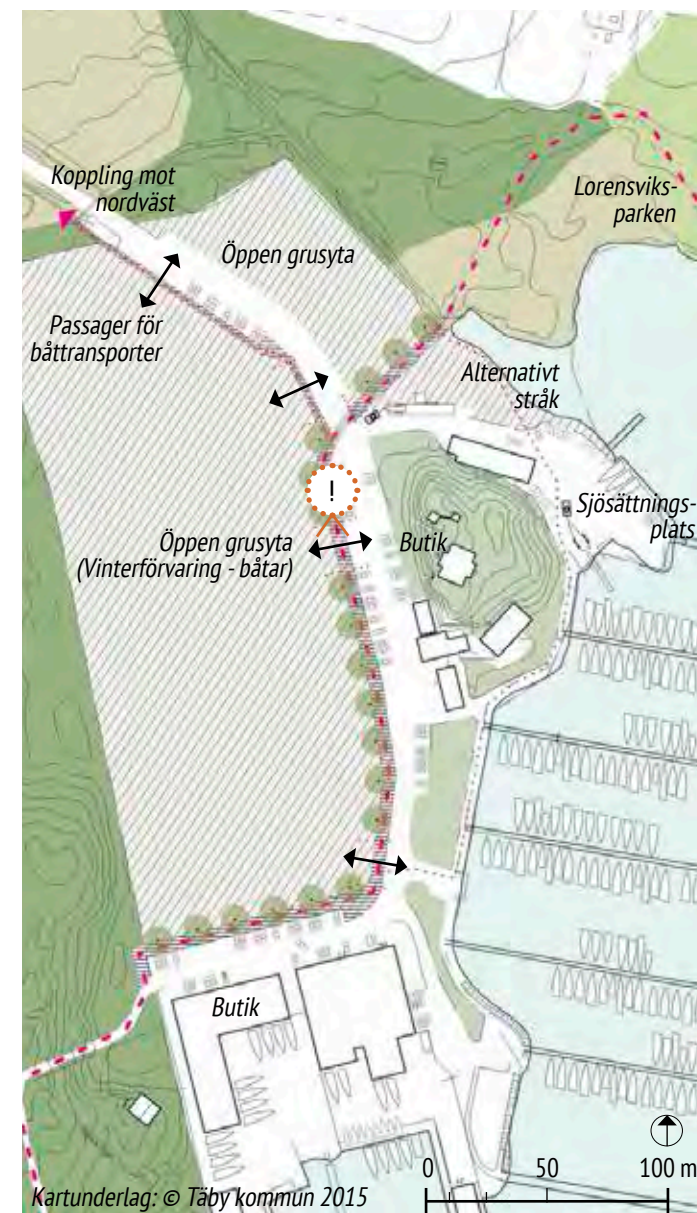 Koppling mot
nordväst
Öppen grusyta
Lorensviks-
parken
Passager för
båttransporter
Alternativt
stråk
!
Sjösättnings-
plats
Öppen grusyta
(Vinterförvaring - båtar)
Butik
Butik
0 50 100 m
Kartunderlag: © Täby kommun 2015